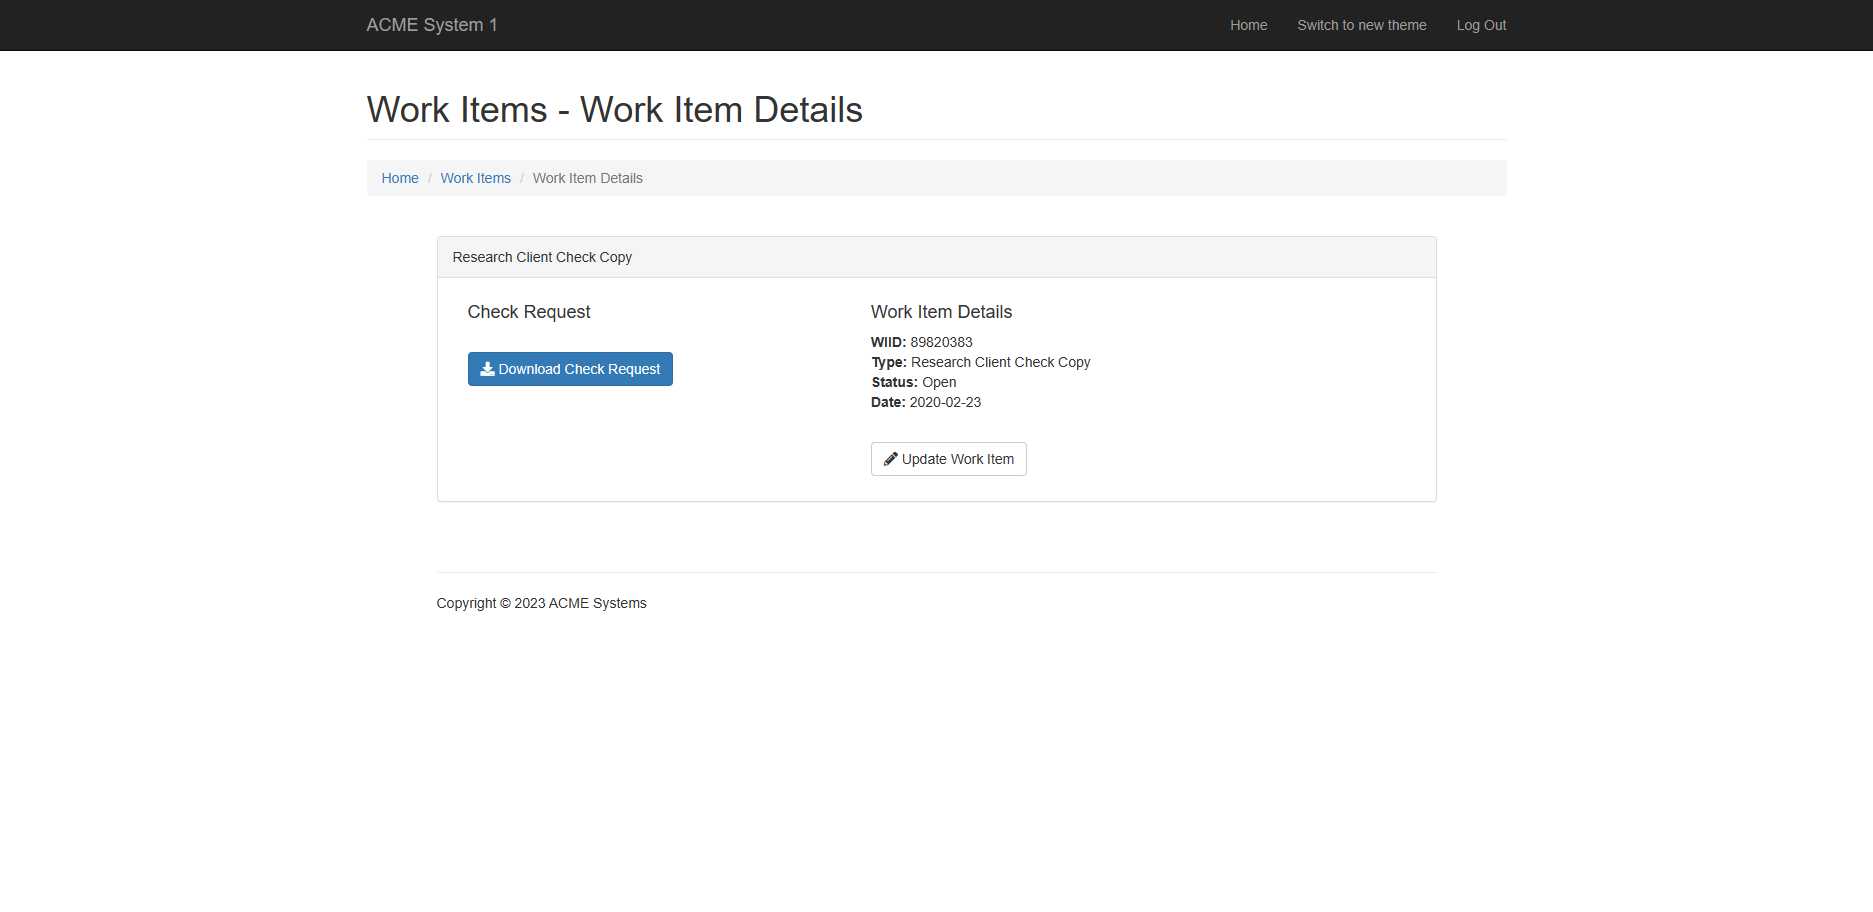 ACME System 1
Home
Switch to new theme
Log Out
Work Items - Work Item Details
Home / Work Items / Work Item Details
Research Client Check Copy
Check Request
Download Check Request
Work Item Details
WIID: 89820383
Type: Research Client Check Copy
Status: Open
Date: 2020-02-23
Update Work Item
Copyright © 2023 ACME Systems